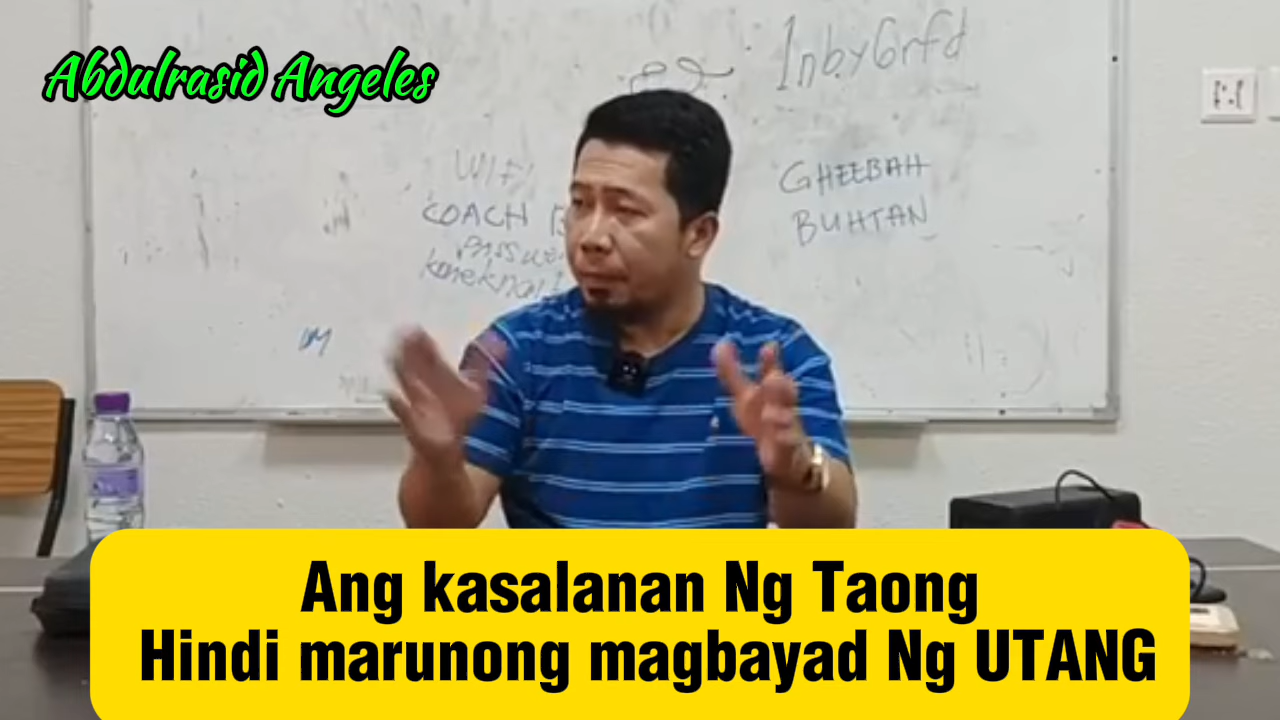 Abdulrasid Angeles
WIFI
COACH
GHEEBAH
BUHTAN
Ang kasalanan Ng Taong
Hindi marunong magbayad Ng UTANG